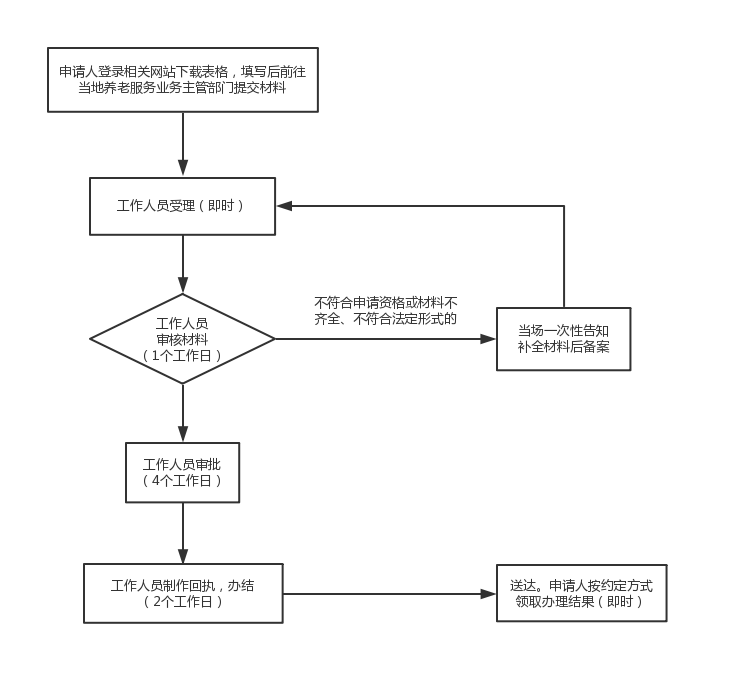 申请人登录相关网站下载表格，填写后前往
当地养老服务业务主管部门提交材料
工作人员受理（即时）
工作人员
审核材料
（1个工作日）
不符合申请资格或材料不
齐全、不符合法定形式的
当场一次性告知
补全材料后备案
工作人员审批
（4个工作日）
工作人员制作回执，办结
（2个工作日）
送达。申请人按约定方式
领取办理结果（即时）